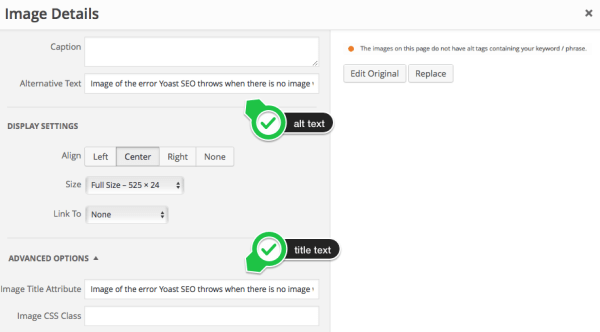 Image Details
×
Caption
The images on this page do not have alt tags containing your keyword / phrase.
Edit Original
Replace
Alternative Text
Image of the error Yoast SEO throws when there is no image
alt text
DISPLAY SETTINGS
Align
Left
Center
Right
None
Size
Full Size – 525 × 24
Link To
None
title text
ADVANCED OPTIONS
Image Title Attribute
Image of the error Yoast SEO throws when there is no image
Image CSS Class